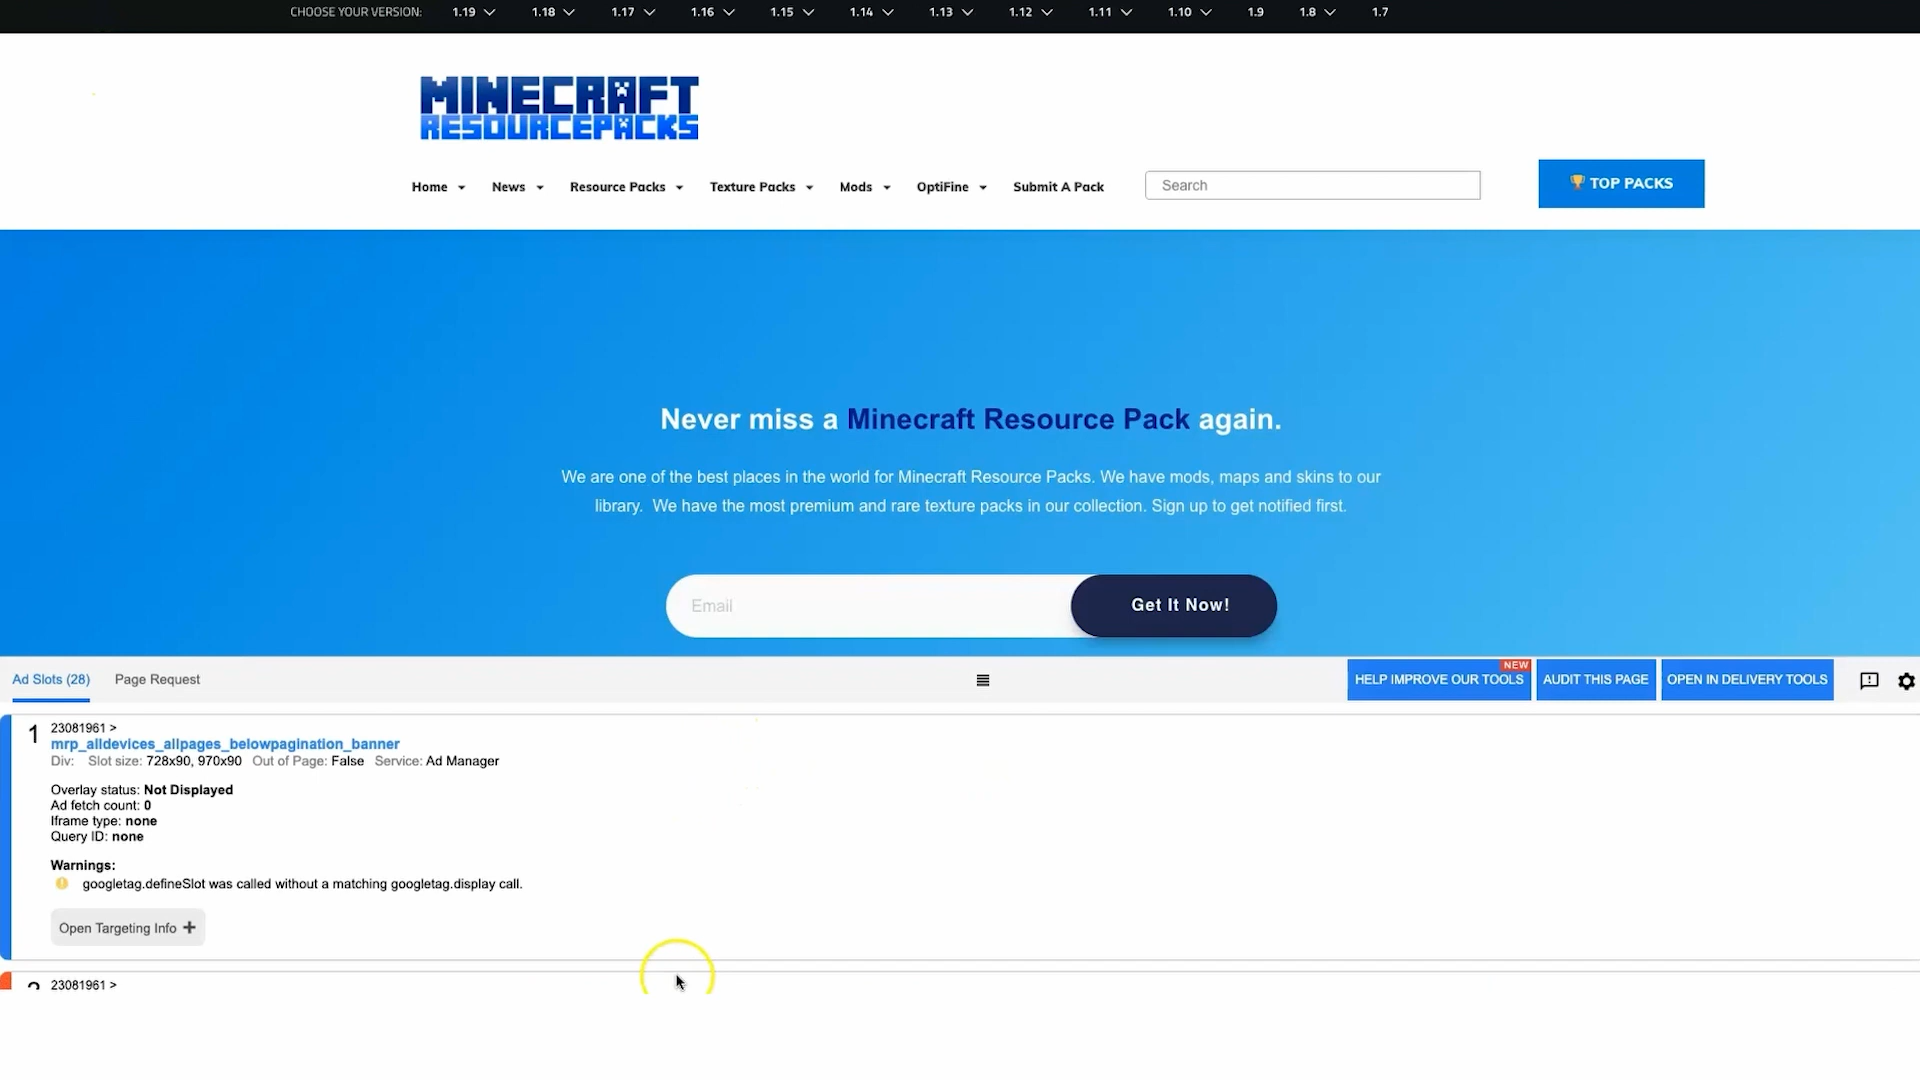 CHOOSE YOUR VERSION: 1.19 1.18 1.17 1.16 1.15 1.14 1.13 1.12 1.11 1.10 1.9 1.8 1.7
MINECRAFT
RESOURCEPACKS
Home News Resource Packs Texture Packs Mods OptiFine Submit A Pack Search TOP PACKS
Never miss a Minecraft Resource Pack again.
We are one of the best places in the world for Minecraft Resource Packs. We have mods, maps and skins to our
library. We have the most premium and rare texture packs in our collection. Sign up to get notified first.
Email Get It Now!
Ad Slots (28) Page Request HELP IMPROVE OUR TOOLS NEW AUDIT THIS PAGE OPEN IN DELIVERY TOOLS
1 23081961 >
mrp_alldevices_allpages_belowpagination_banner
Div: Slot size: 728x90, 970x90 Out of Page: False Service: Ad Manager
Overlay status: Not Displayed
Ad fetch count: 0
Iframe type: none
Query ID: none
Warnings:
googletag.defineSlot was called without a matching googletag.display call.
Open Targeting Info +
2 23081961 >